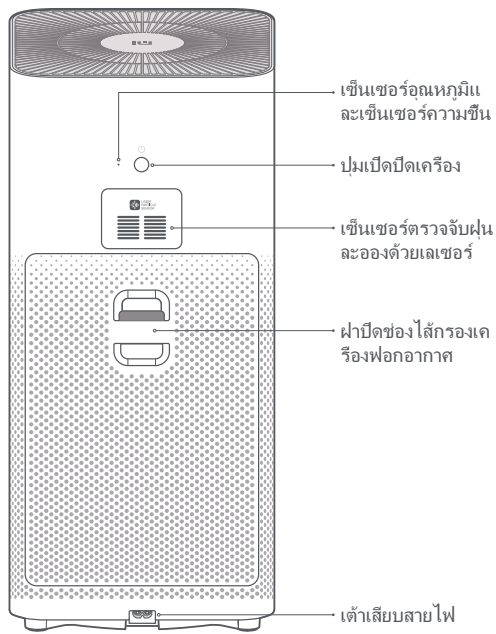 เซ็นเซอร์อุณหภูมิแ
ละเซ็นเซอร์ความชื้น
ปุ่มเปิดปิดเครื่อง
LASER
PARTICLE
SENSOR
เซ็นเซอร์ตรวจจับฝุ่น
ละอองด้วยเลเซอร์
ฝาปิดช่องไส้กรองเค
รื่องฟอกอากาศ
เต้าเสียบสายไฟ